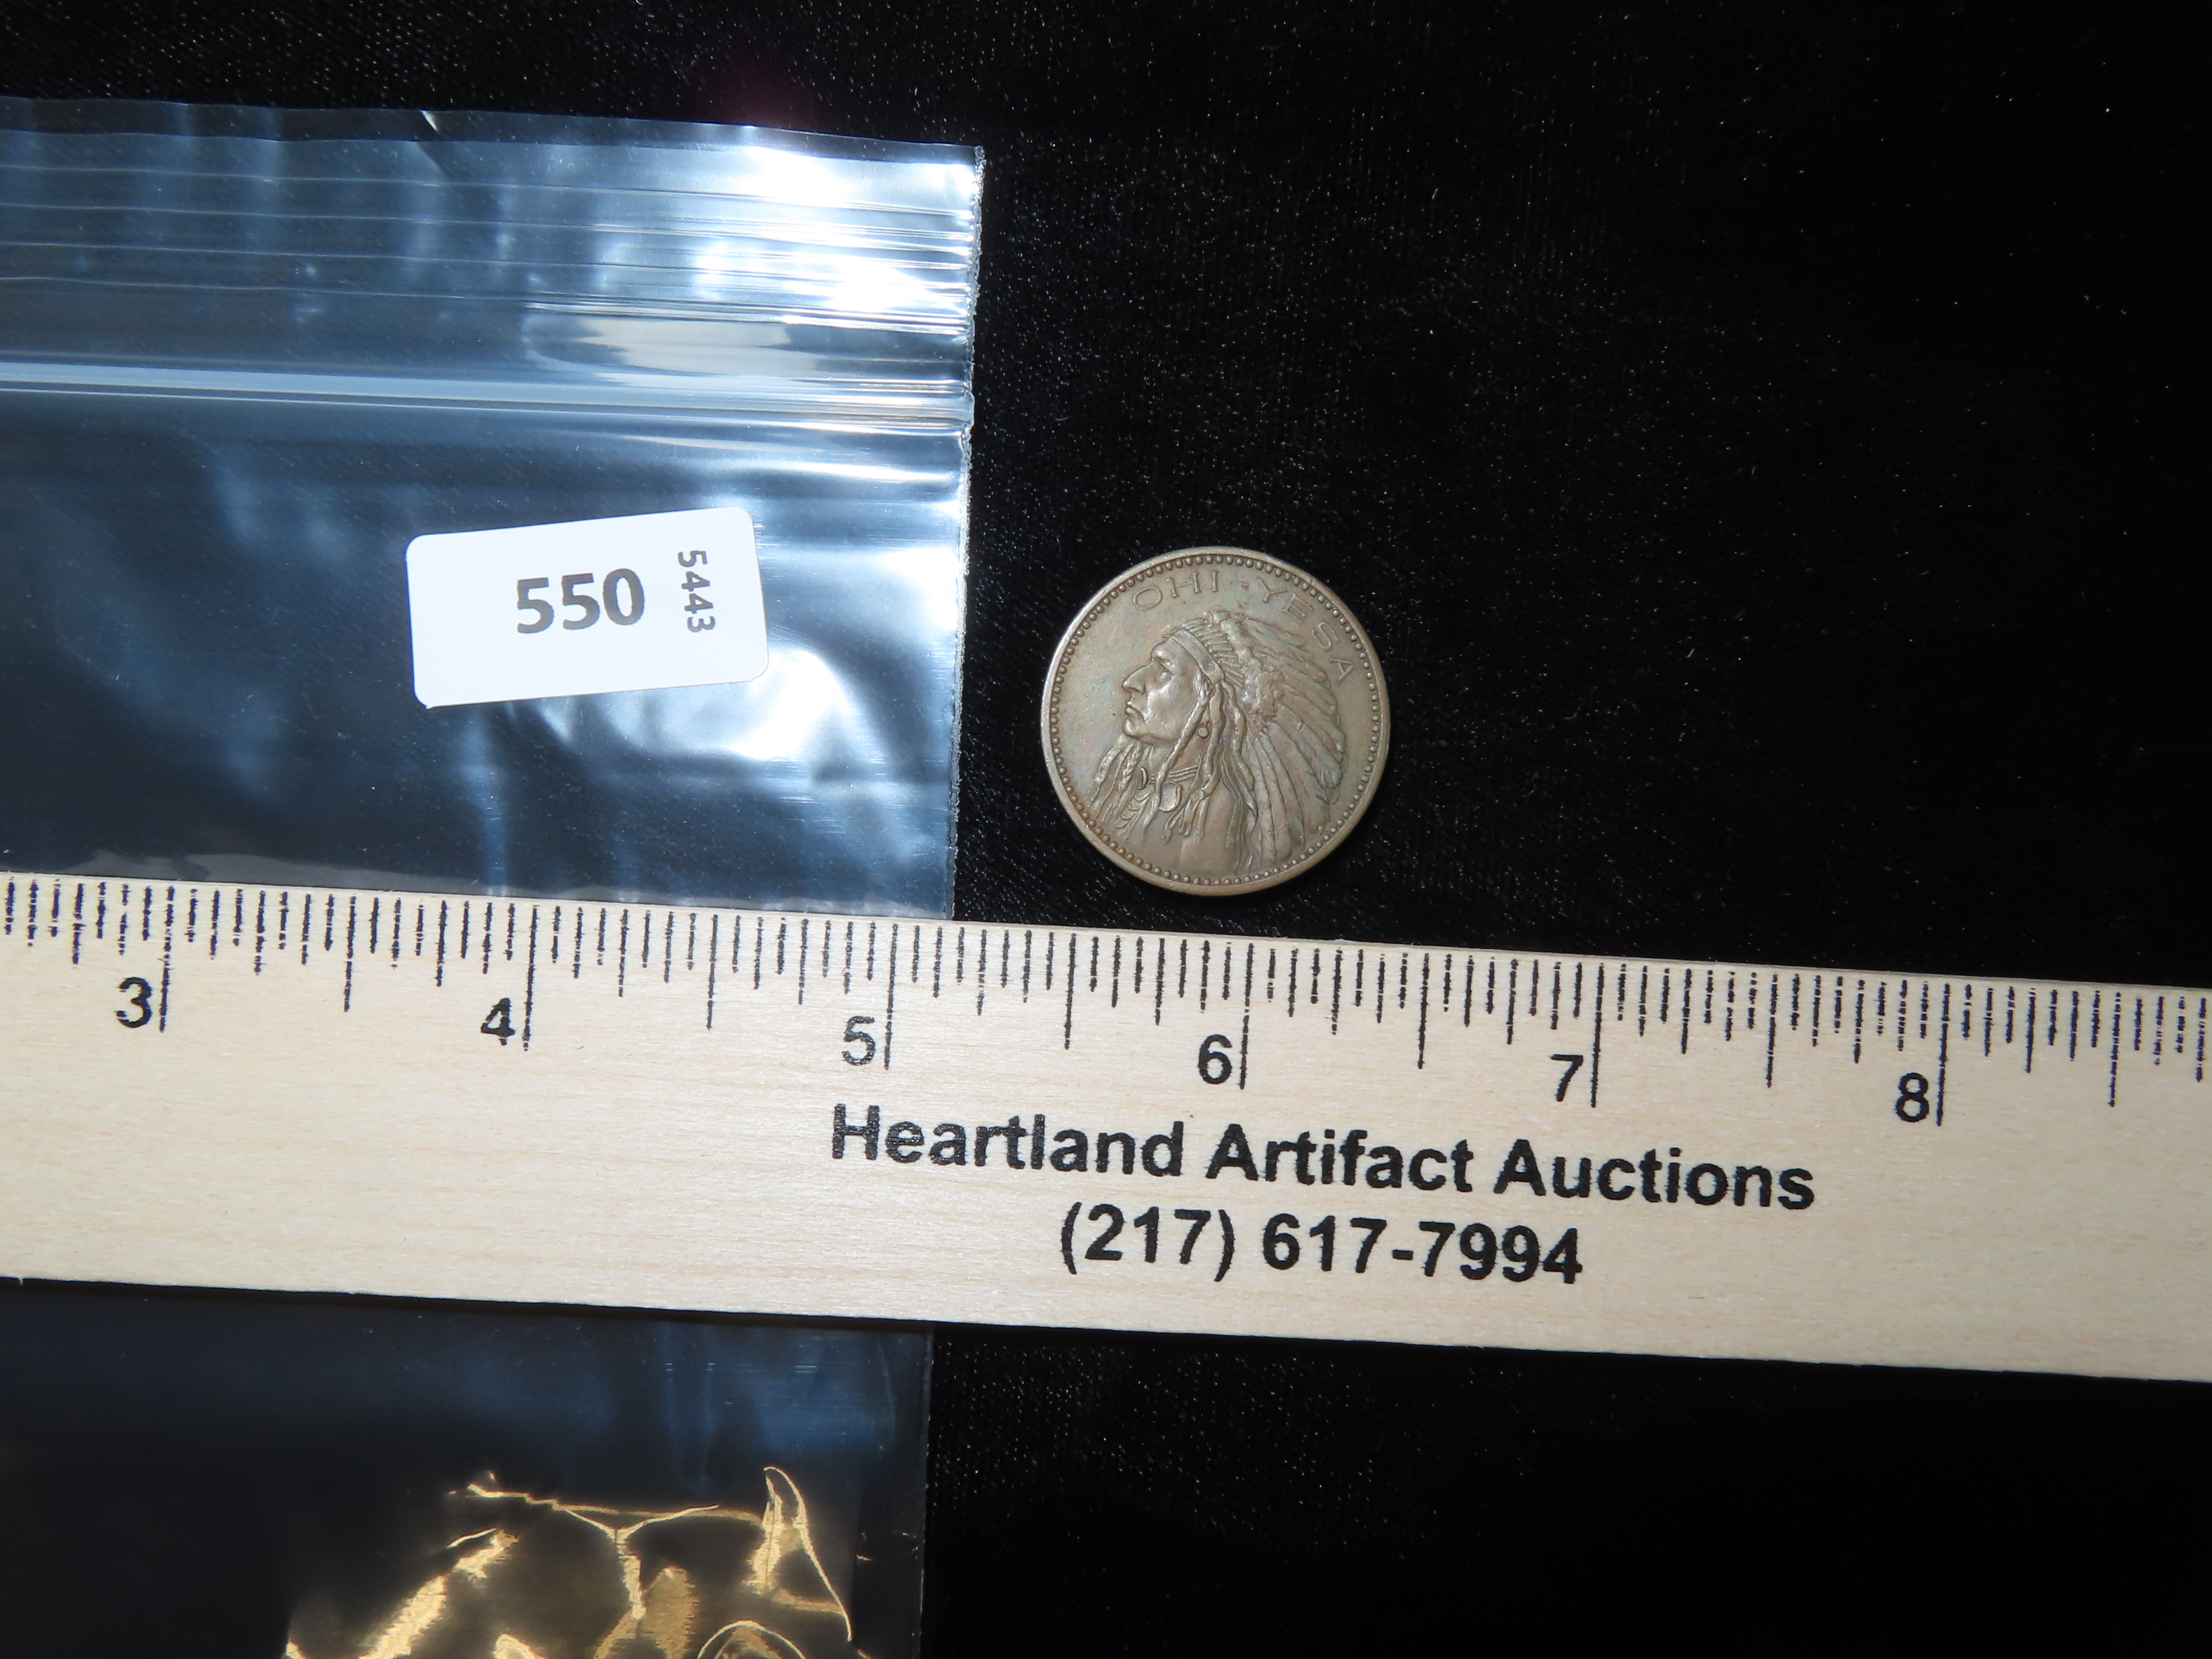 550
5443
OHI-YESA
3 4 5 6 7 8
Heartland Artifact Auctions
(217) 617-7994